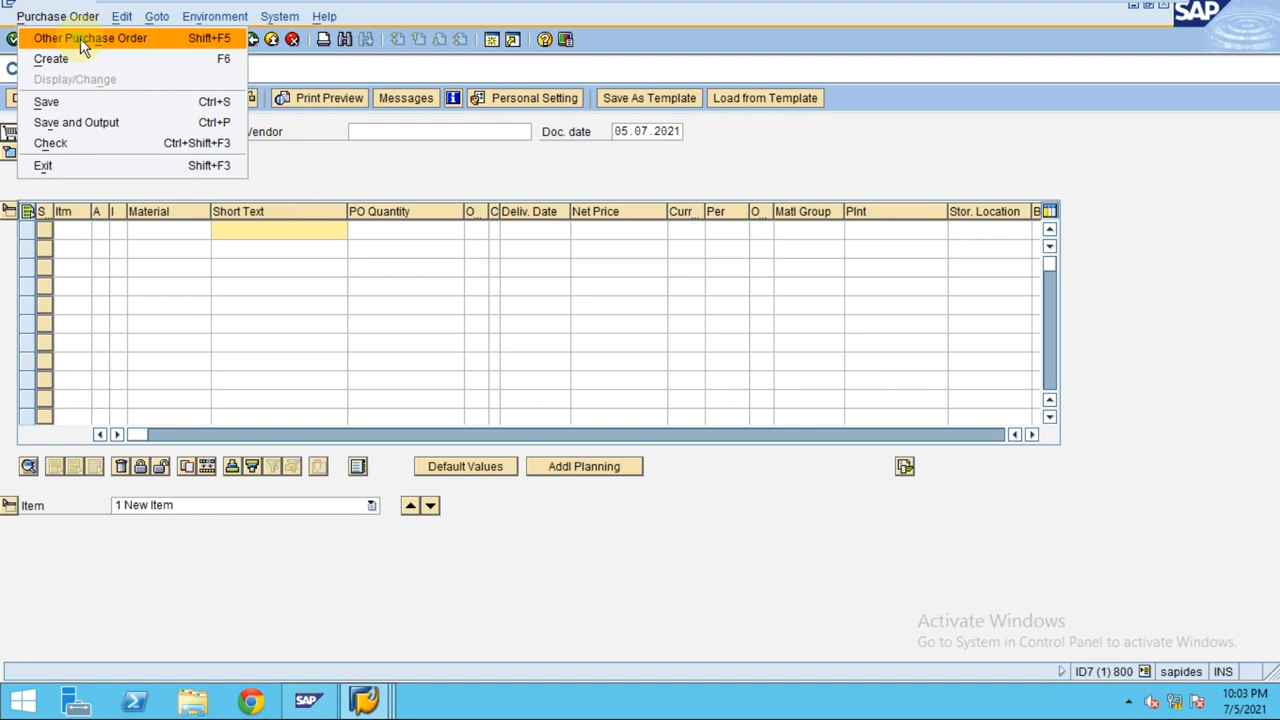 Purchase Order Edit Goto Environment System Help
SAP
Other Purchase Order Shift+F5
Create F6
Display/Change
Save Ctrl+S
Save and Output Ctrl+P
Check Ctrl+Shift+F3
Exit Shift+F3
Print Preview Messages Personal Setting Save As Template Load from Template
Vendor Doc. date 05.07.2021
S... Itm A I Material Short Text PO Quantity O... C Deliv. Date Net Price Curr... Per O... Matl Group Plnt Stor. Location B
Default Values Addl Planning
Item 1 New Item
Activate Windows
Go to System in Control Panel to activate Windows.
ID7 (1) 800 sapides INS
SAP 10:03 PM
7/5/2021